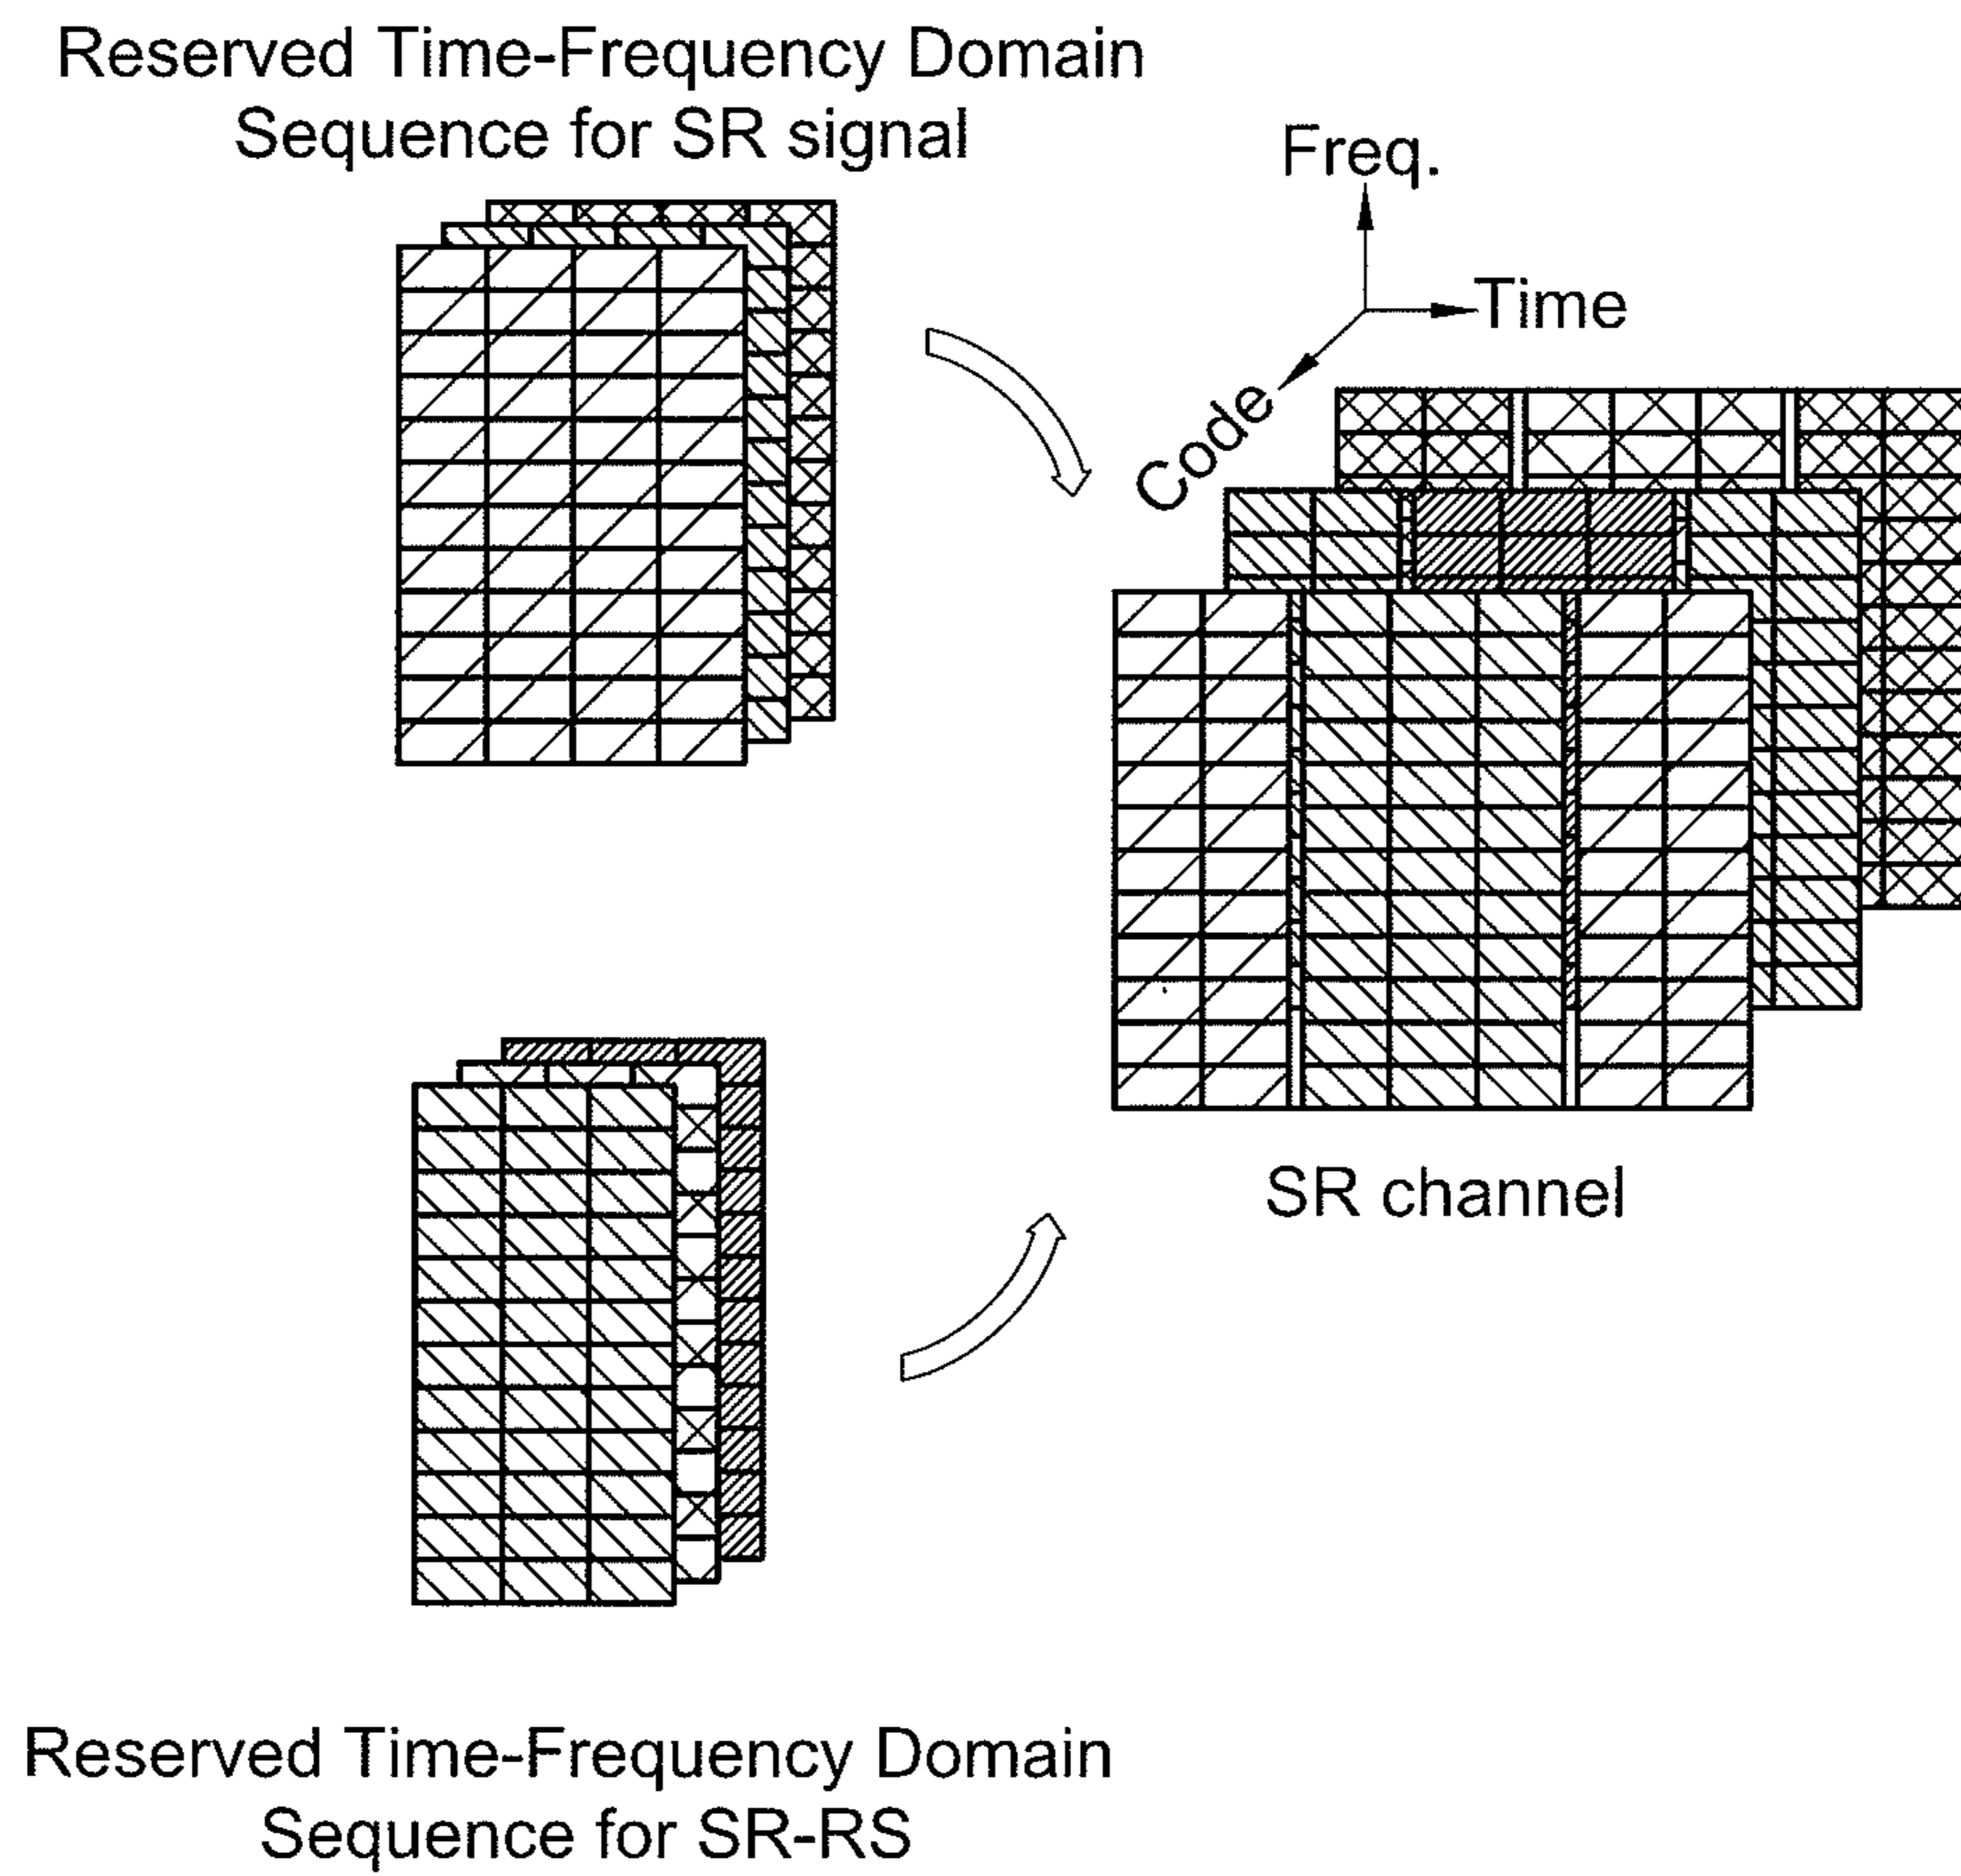 Reserved Time-Frequency Domain
Sequence for SR signal
Freq.
Time
Code
SR channel
Reserved Time-Frequency Domain
Sequence for SR-RS